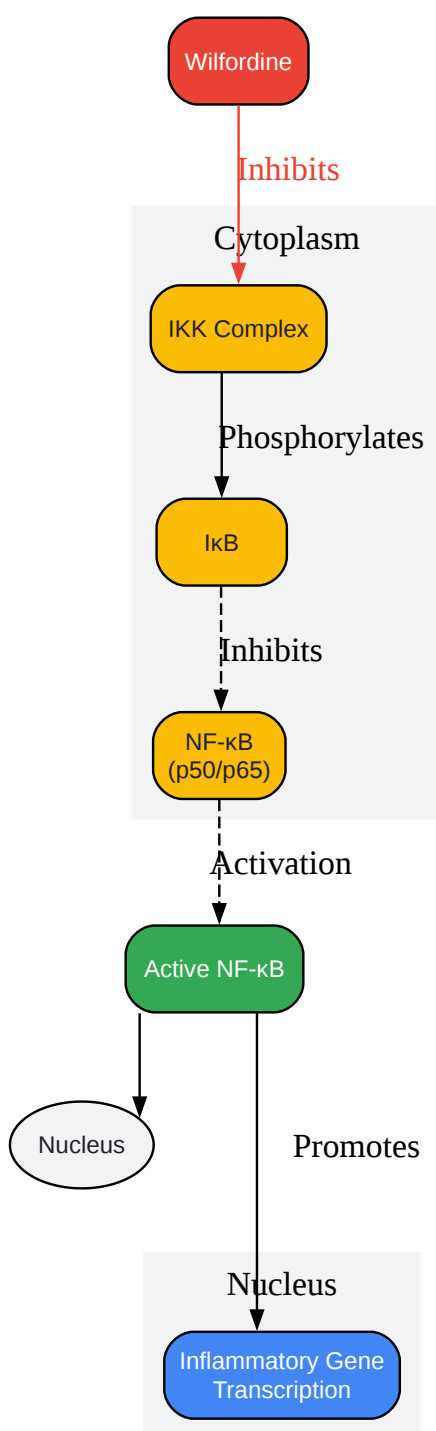 Wilfordine
Inhibits
Cytoplasm
IKK Complex
Phosphorylates
IκB
Inhibits
NF-κB
(p50/p65)
Activation
Active NF-κB
Nucleus
Promotes
Nucleus
Inflammatory Gene
Transcription